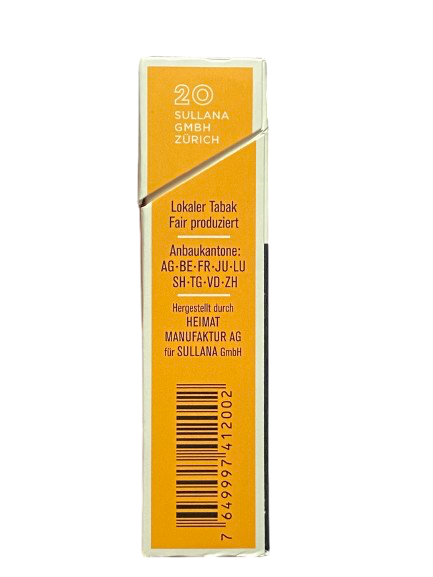 20
SULLANA
GMBH
ZÜRICH
Lokaler Tabak
Fair produziert
Anbaukantone:
AG·BE·FR·JU·LU
SH·TG·VD·ZH
Hergestellt durch
HEIMAT
MANUFAKTUR AG
für SULLANA GmbH
7 649997 412002